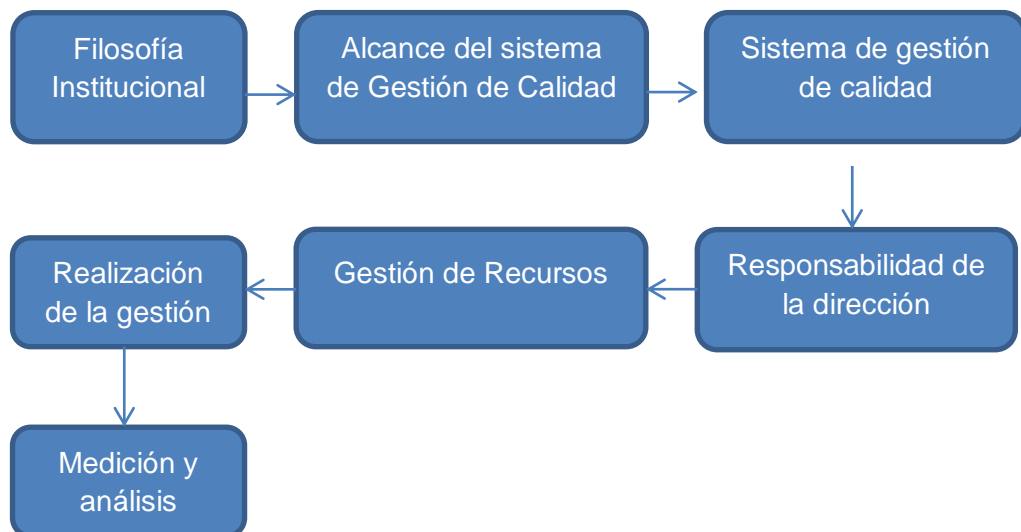 Filosofía
Institucional
Alcance del sistema
de Gestión de Calidad
Sistema de gestión
de calidad
Responsabilidad de
la dirección
Gestión de Recursos
Realización
de la gestión
Medición y
análisis